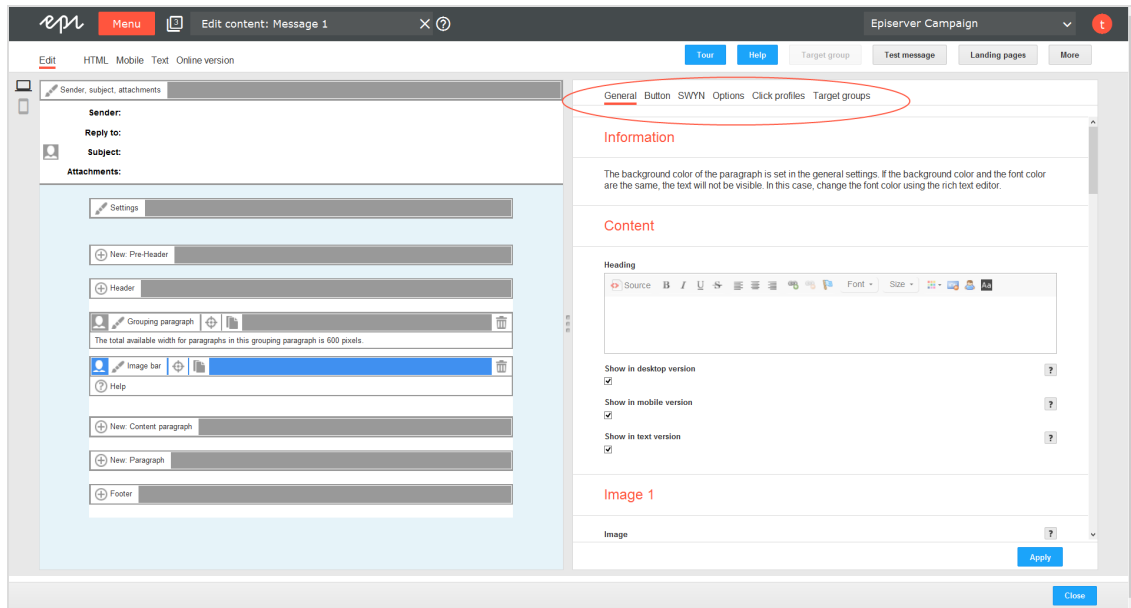 epi Menu 3 Edit content: Message 1 Episerver Campaign t
Edit HTML Mobile Text Online version Tour Help Target group Test message Landing pages More
Sender, subject, attachments
Sender:
Reply to:
Subject:
Attachments:
Settings
New: Pre-Header
Header
Grouping paragraph
The total available width for paragraphs in this grouping paragraph is 600 pixels.
Image bar
? Help
New: Content paragraph
New: Paragraph
Footer
General Button SWYN Options Click profiles Target groups
Information
The background color of the paragraph is set in the general settings. If the background color and the font color
are the same, the text will not be visible. In this case, change the font color using the rich text editor.
Content
Heading
Source B I U S Font Size Aa
Show in desktop version ?
Show in mobile version ?
Show in text version ?
Image 1
Image ?
Apply
Close